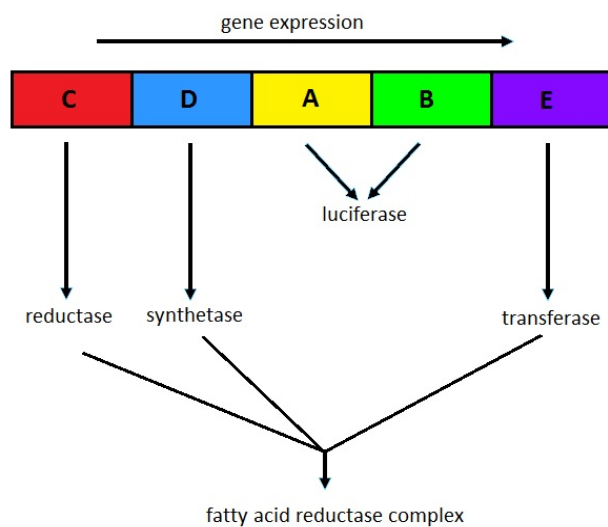 gene expression
C D A B E
luciferase
reductase synthetase transferase
fatty acid reductase complex